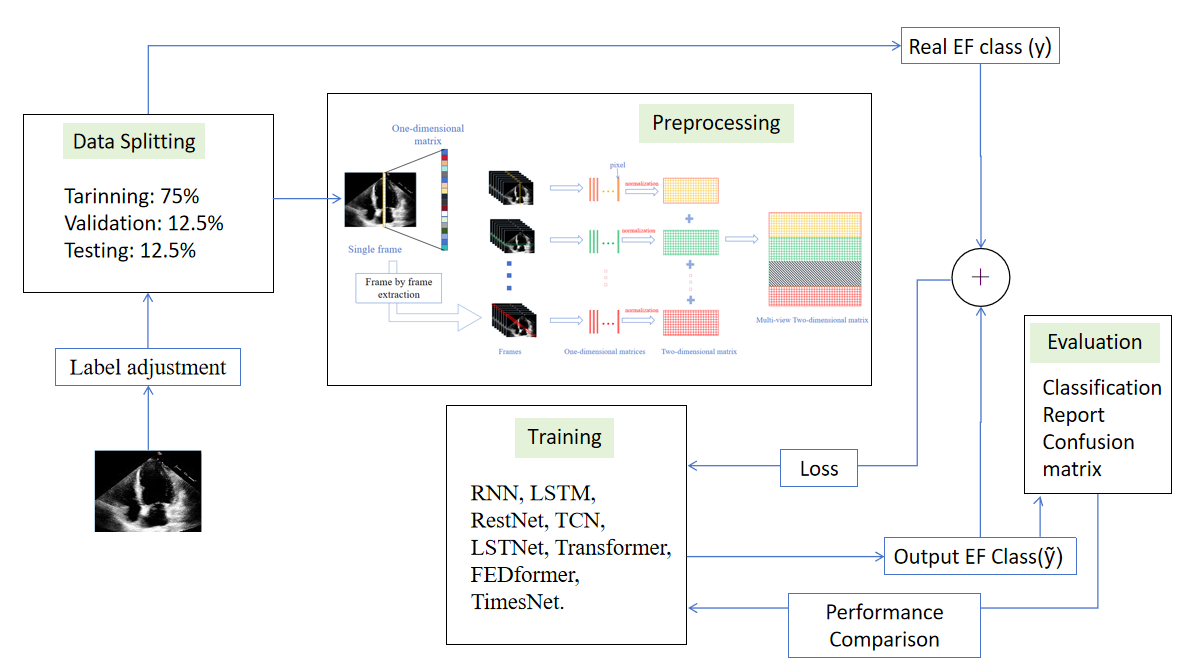 Real EF class (y)
Data Splitting
Tarinning: 75%
Validation: 12.5%
Testing: 12.5%
Label adjustment
Preprocessing
One-dimensional
matrix
Single frame
Frame by frame
extraction
pixel
normalization
normalization
normalization
Frames
One-dimensional matrices
Two-dimensional matrix
Multi-view Two-dimensional matrix
Training
RNN, LSTM,
RestNet, TCN,
LSTNet, Transformer,
FEDformer,
TimesNet.
Loss
Output EF Class(ỹ)
Evaluation
Classification
Report
Confusion
matrix
Performance
Comparison